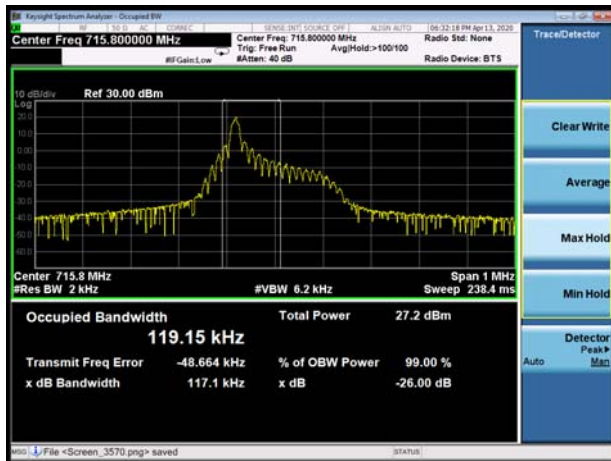 Keysight Spectrum Analyzer - Occupied BW
RF 50 Ω AC CORREC SENSE:INT SOURCE OFF ALIGN AUTO 06:32:18 PM Apr 13, 2020
Center Freq 715.800000 MHz Center Freq: 715.800000 MHz Radio Std: None Trace/Detector
Trig: Free Run Avg|Hold:>100/100
#IFGain:Low #Atten: 40 dB Radio Device: BTS
10 dB/div Ref 30.00 dBm
Log
20.0
10.0
0.00
-10.0
-20.0
-30.0
-40.0
-50.0
-60.0
Center 715.8 MHz Span 1 MHz
#Res BW 2 kHz #VBW 6.2 kHz Sweep 238.4 ms
Occupied Bandwidth Total Power 27.2 dBm
119.15 kHz
Transmit Freq Error -48.664 kHz % of OBW Power 99.00 %
x dB Bandwidth 117.1 kHz x dB -26.00 dB
Clear Write
Average
Max Hold
Min Hold
Detector
Peak▶
Auto Man
MSG File <Screen_3570.png> saved STATUS